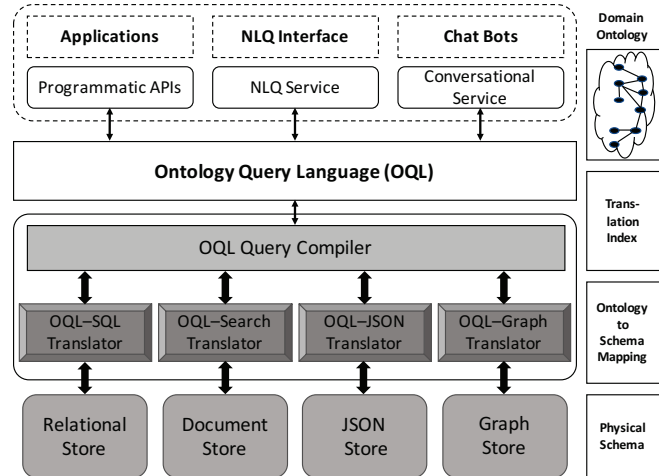 Applications
NLQ Interface
Chat Bots
Programmatic APIs
NLQ Service
Conversational
Service
Ontology Query Language (OQL)
OQL Query Compiler
OQL–SQL
Translator
OQL–Search
Translator
OQL–JSON
Translator
OQL–Graph
Translator
Relational
Store
Document
Store
JSON
Store
Graph
Store
Domain
Ontology
Trans-
lation
Index
Ontology
to
Schema
Mapping
Physical
Schema